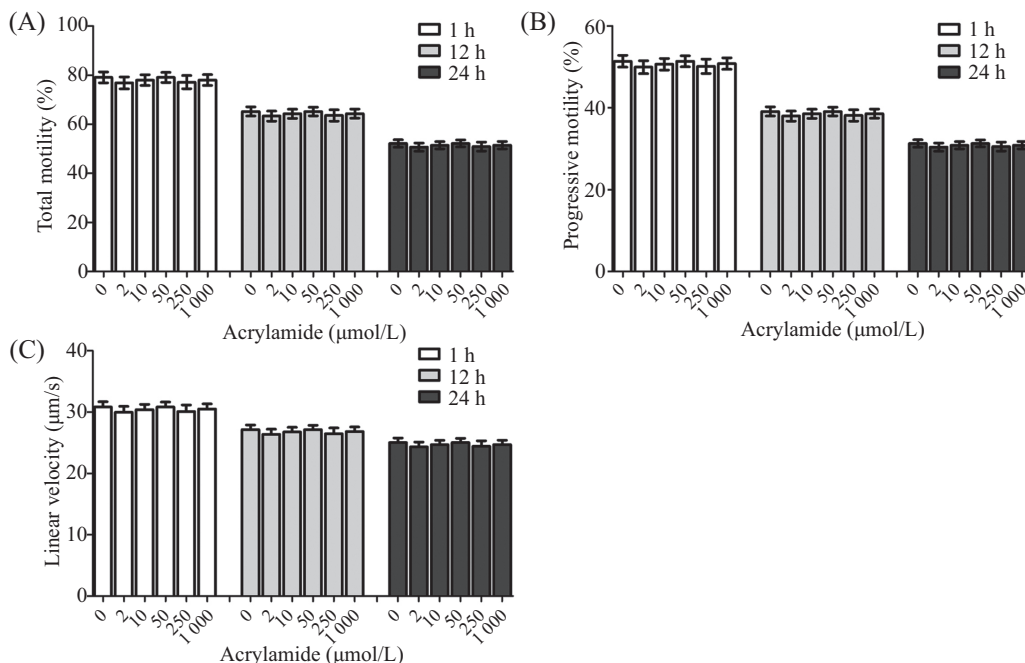 (A)
100
80
60
40
20
0
Total motility (%)
1 h
12 h
24 h
0 2 10 50 250 1 000 0 2 10 50 250 1 000 0 2 10 50 250 1 000
Acrylamide (μmol/L)
(B)
60
40
20
0
Progressive motility (%)
1 h
12 h
24 h
0 2 10 50 250 1 000 0 2 10 50 250 1 000 0 2 10 50 250 1 000
Acrylamide (μmol/L)
(C)
40
30
20
10
0
Linear velocity (μm/s)
1 h
12 h
24 h
0 2 10 50 250 1 000 0 2 10 50 250 1 000 0 2 10 50 250 1 000
Acrylamide (μmol/L)